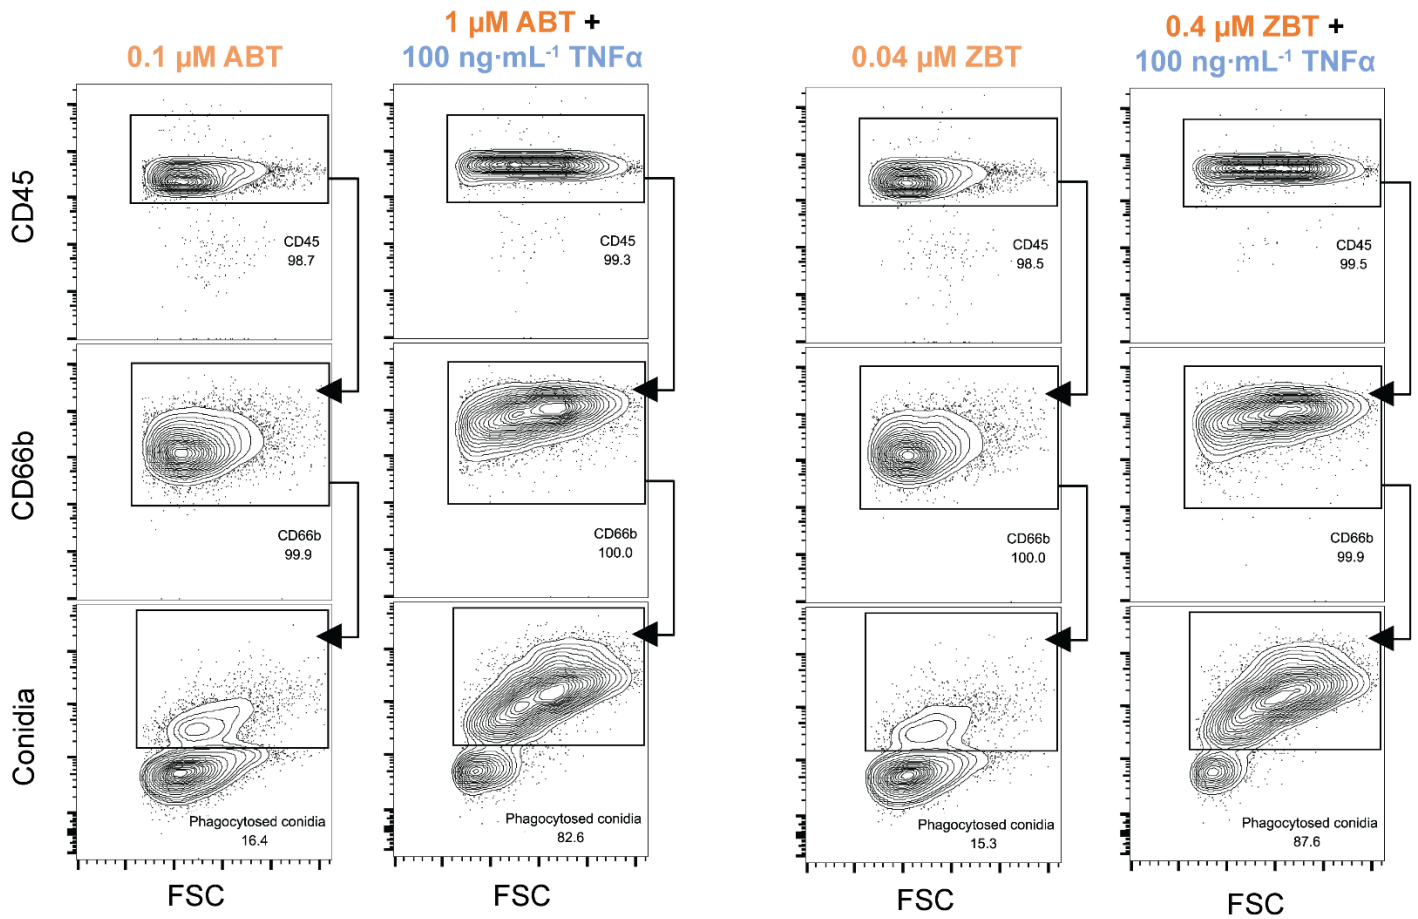 0.1 µM ABT
1 µM ABT +
100 ng·mL⁻¹ TNFα
0.04 µM ZBT
0.4 µM ZBT +
100 ng·mL⁻¹ TNFα
CD45
CD45
98.7
CD45
99.3
CD45
98.5
CD45
99.5
CD66b
CD66b
99.9
CD66b
100.0
CD66b
100.0
CD66b
99.9
Conidia
Phagocytosed conidia
16.4
Phagocytosed conidia
82.6
Phagocytosed conidia
15.3
Phagocytosed conidia
87.6
FSC
FSC
FSC
FSC